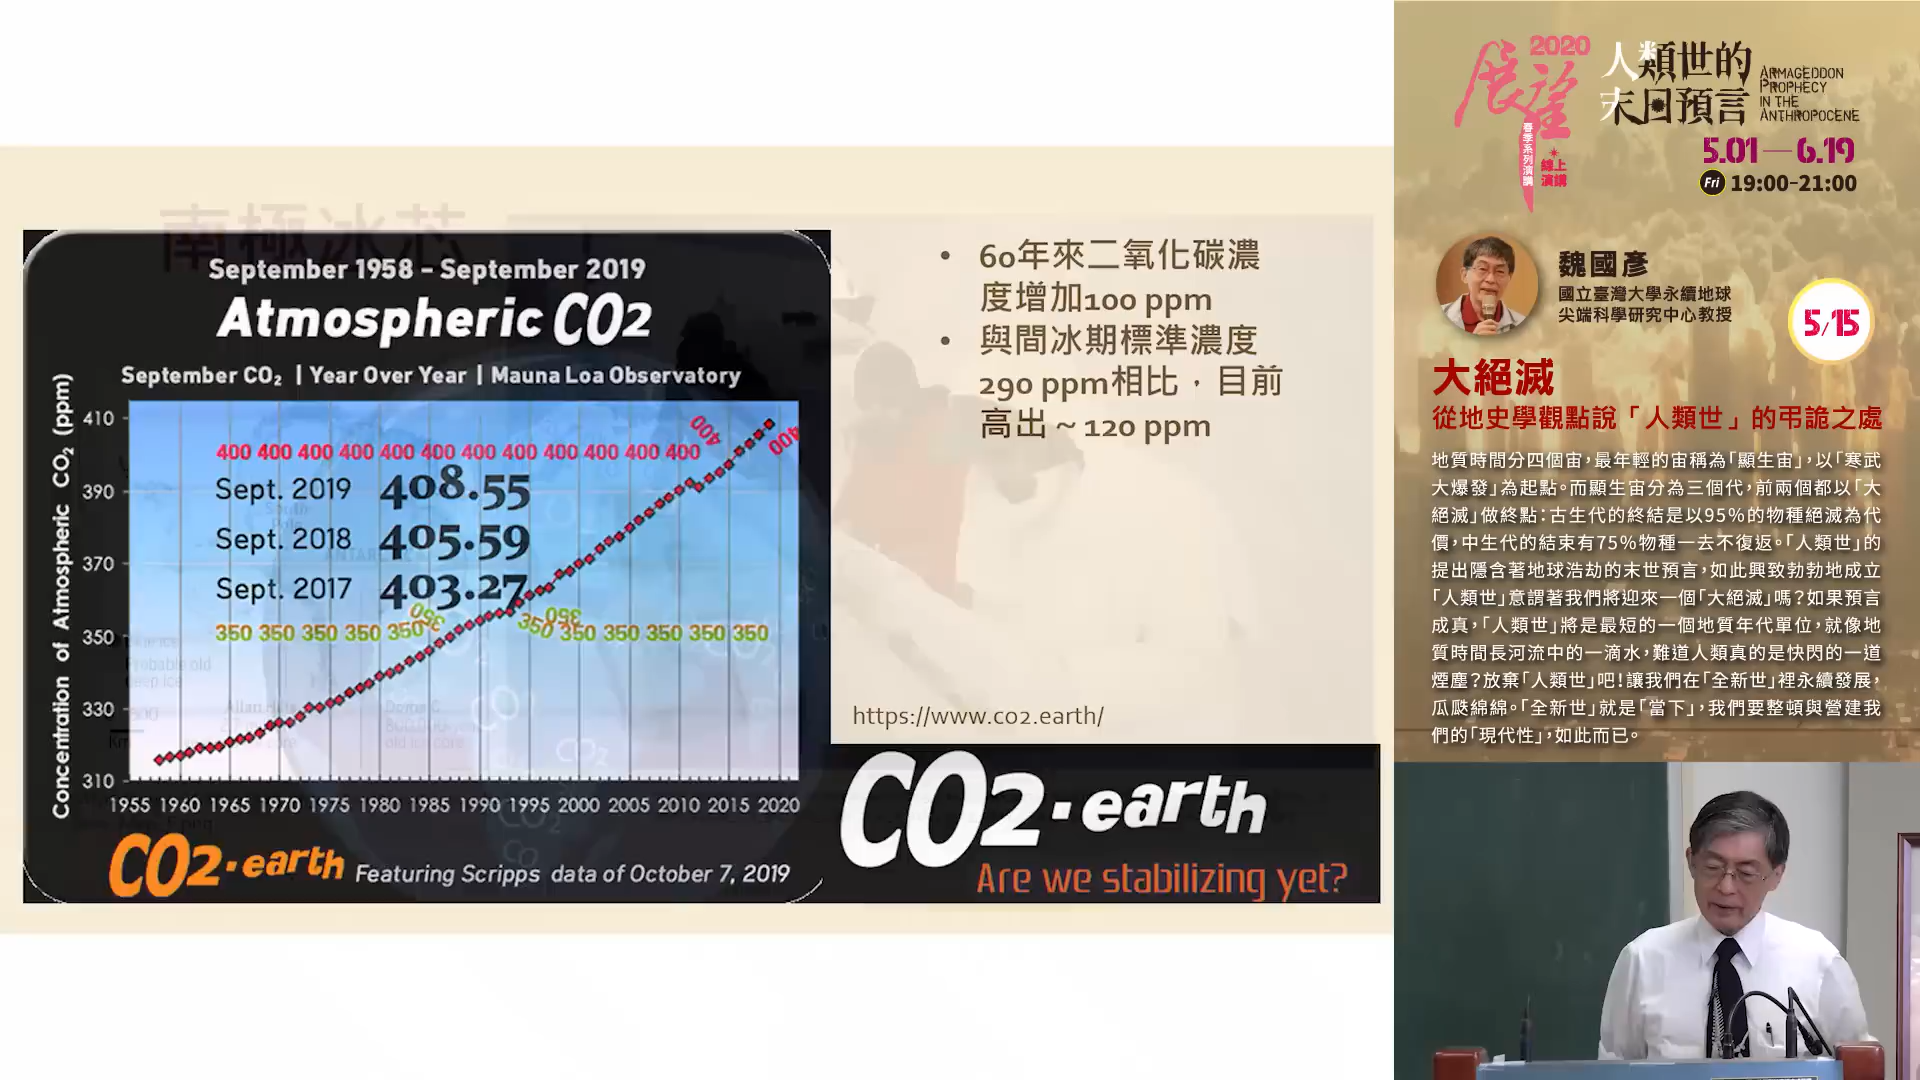 南極冰芯
September 1958 – September 2019
Atmospheric CO2
September CO₂ | Year Over Year | Mauna Loa Observatory
Concentration of Atmospheric CO₂ (ppm)
410
390
370
350
330
310
400 400 400 400 400 400 400 400 400 400 400 400
400
400
Sept. 2019 408.55
Sept. 2018 405.59
Sept. 2017 403.27
350 350 350 350 350 350 350 350 350 350 350 350 350
1955 1960 1965 1970 1975 1980 1985 1990 1995 2000 2005 2010 2015 2020
CO2·earth Featuring Scripps data of October 7, 2019
• 60年來二氧化碳濃
度增加100 ppm
• 與間冰期標準濃度
290 ppm相比，目前
高出 ~ 120 ppm
https://www.co2.earth/
CO2·earth
Are we stabilizing yet?
Probable old
deep ice
Allan Hills
Dome C
CO2
CO2
2020
展望
春季系列演講
線上
演講
人類世的
末日預言
ARMAGEDDON
PROPHECY
IN THE
ANTHROPOCENE
5.01—6.19
Fri 19:00-21:00
魏國彥
國立臺灣大學永續地球
尖端科學研究中心教授
5/15
大絕滅
從地史學觀點說「人類世」的弔詭之處
地質時間分四個宙，最年輕的宙稱為「顯生宙」，以「寒武
大爆發」為起點。而顯生宙分為三個代，前兩個都以「大
絕滅」做終點：古生代的終結是以95%的物種絕滅為代
價，中生代的結束有75%物種一去不復返。「人類世」的
提出隱含著地球浩劫的末世預言，如此興致勃勃地成立
「人類世」意謂著我們將迎來一個「大絕滅」嗎？如果預言
成真，「人類世」將是最短的一個地質年代單位，就像地
質時間長河流中的一滴水，難道人類真的是快閃的一道
煙塵？放棄「人類世」吧！讓我們在「全新世」裡永續發展，
瓜瓞綿綿。「全新世」就是「當下」，我們要整頓與營建我
們的「現代性」，如此而已。